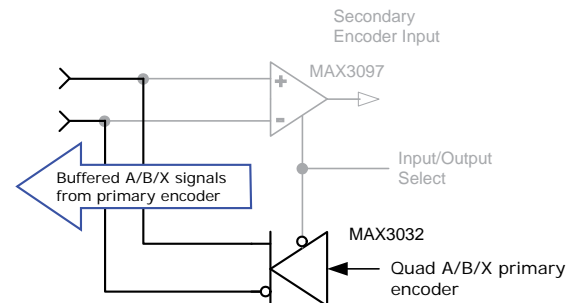 Secondary
Encoder Input
MAX3097
+
-
Buffered A/B/X signals
from primary encoder
Input/Output
Select
MAX3032
Quad A/B/X primary
encoder